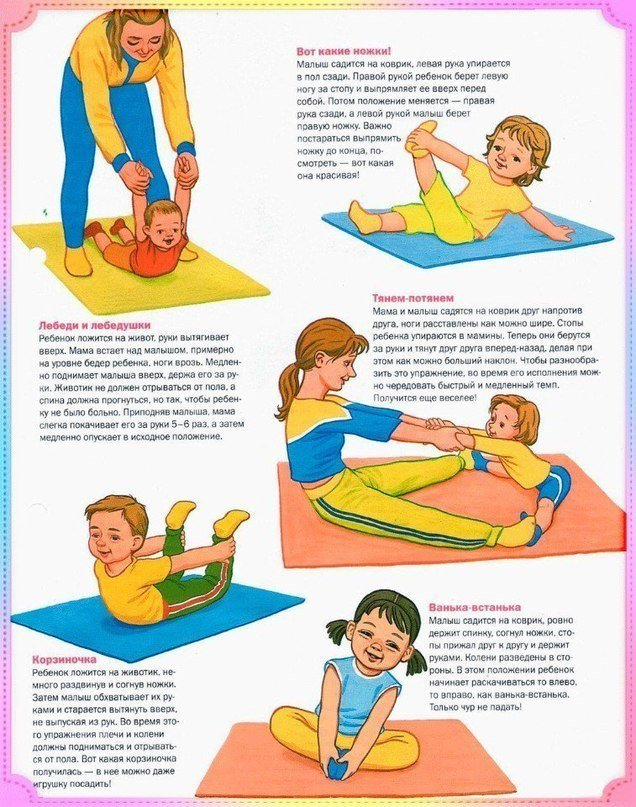 Вот какие ножки!
Малыш садится на коврик, левая рука упирается
в пол сзади. Правой рукой ребенок берет левую
ногу за стопу и выпрямляет ее вверх перед
собой. Потом положение меняется — правая
рука сзади, а левой рукой малыш берет
правую ножку. Важно
постараться выпрямить
ножку до конца, по-
смотреть — вот какая
она красивая!
Лебеди и лебедушки
Ребенок ложится на живот, руки вытягивает
вверх. Мама встает над малышом, примерно
на уровне бедер ребенка, ноги врозь. Медлен-
но поднимает малыша вверх, держа его за ру-
ки. Животик не должен отрываться от пола, а
спина должна прогнуться, но так, чтобы ребен-
ку не было больно. Приподняв малыша, мама
слегка покачивает его за руки 5–6 раз, а затем
медленно опускает в исходное положение.
Тянем-потянем
Мама и малыш садятся на коврик друг напротив
друга, ноги расставлены как можно шире. Стопы
ребенка упираются в мамины. Теперь они берутся
за руки и тянут друг друга вперед-назад, делая при
этом как можно больший наклон. Чтобы разнообра-
зить это упражнение, во время его исполнения мож-
но чередовать быстрый и медленный темп.
Получится еще веселее!
Корзиночка
Ребенок ложится на животик, не-
много раздвинув и согнув ножки.
Затем малыш обхватывает их ру-
ками и старается вытянуть вверх,
не выпуская из рук. Во время это-
го упражнения плечи и колени
должны подниматься и отрывать-
ся от пола. Вот какая корзиночка
получилась — в нее можно даже
игрушку посадить!
Ванька-встанька
Малыш садится на коврик, ровно
держит спинку, согнул ножки, сто-
пы прижал друг к другу и держит
руками. Колени разведены в сто-
роны. В этом положении ребенок
начинает раскачиваться то влево,
то вправо, как ванька-встанька.
Только чур не падать!